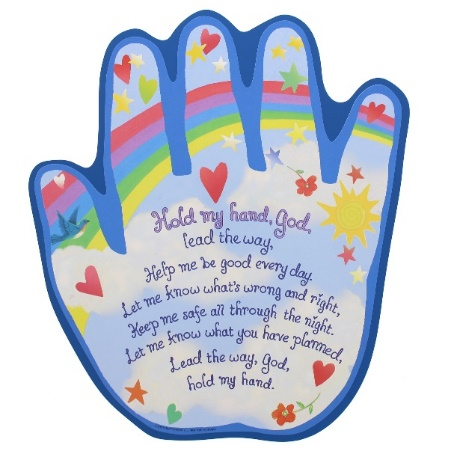 Hold my hand, God,
lead the way,
Help me be good every day.
Let me know what's wrong and right,
Keep me safe all through the night.
Let me know what you have planned,
Lead the way, God,
hold my hand.